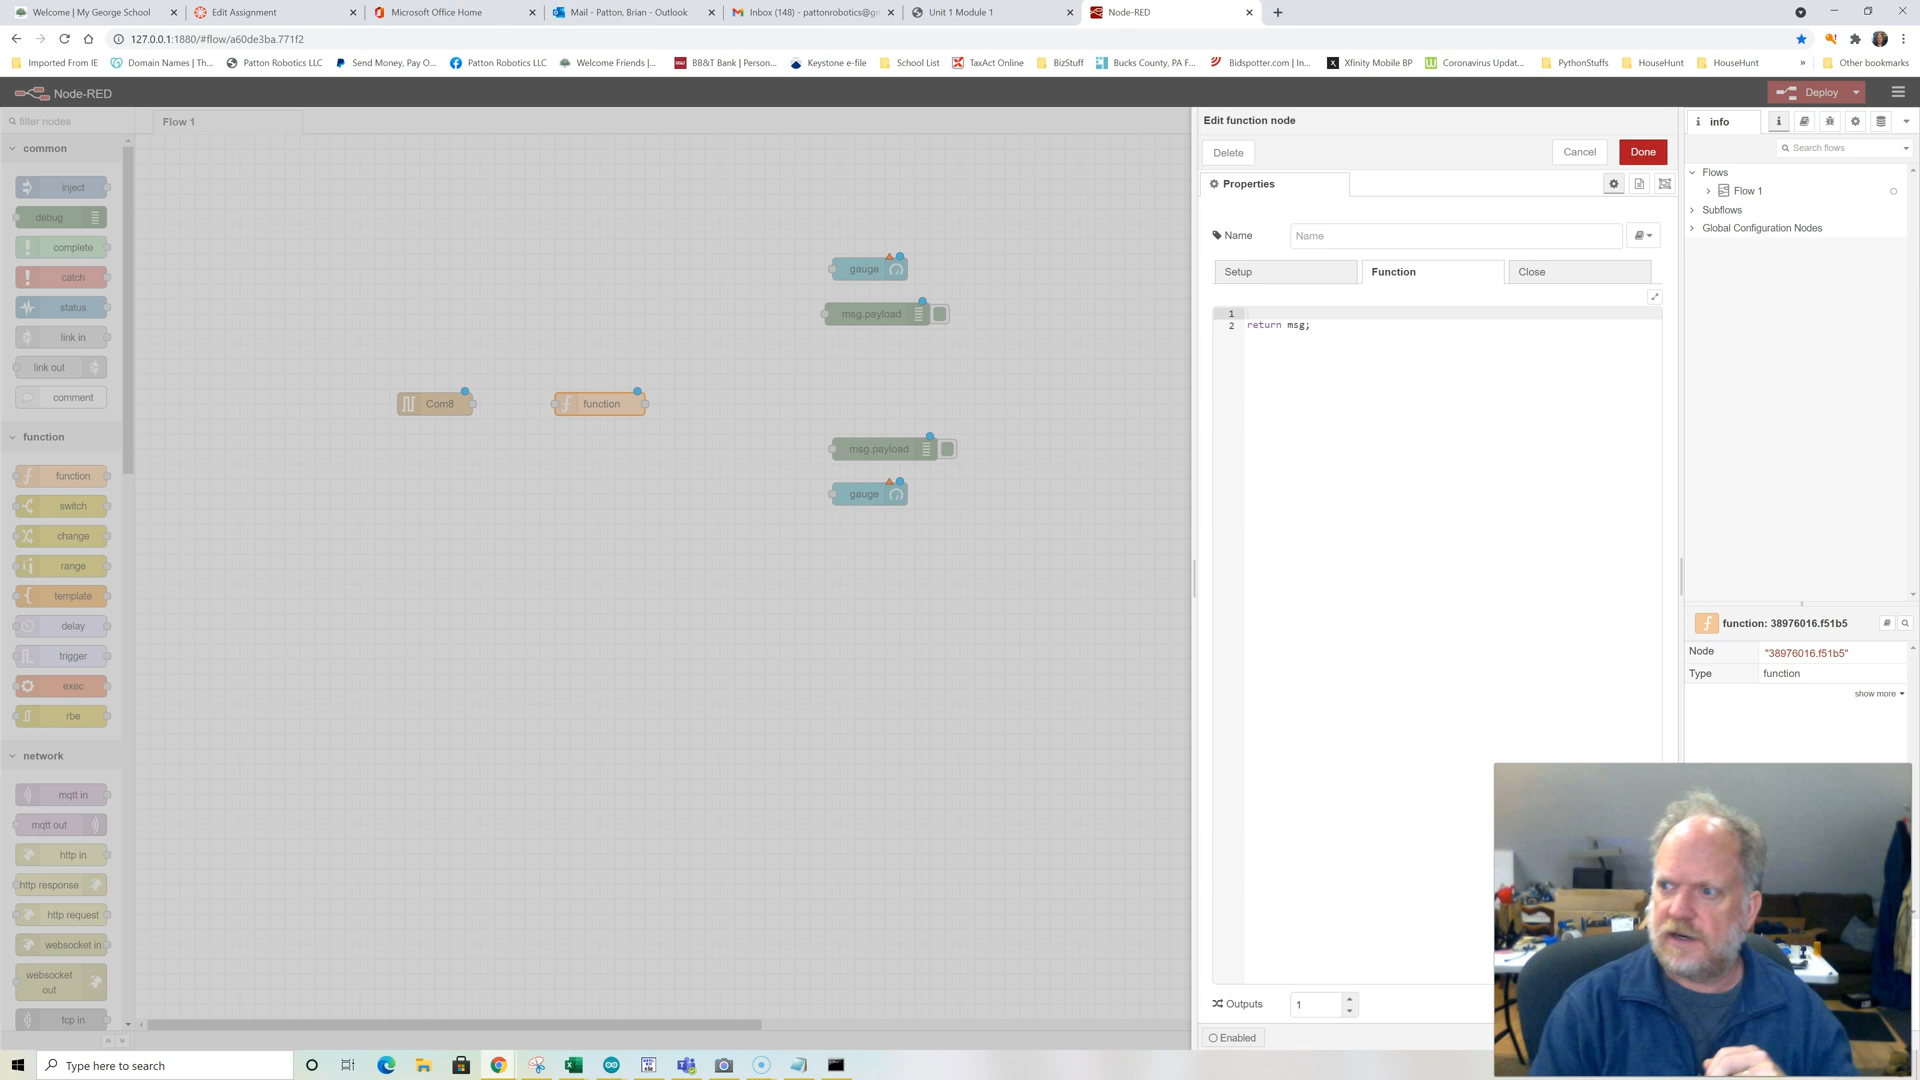 Welcome | My George School
Edit Assignment
Microsoft Office Home
Mail - Patton, Brian - Outlook
Inbox (148) - pattonrobotics@gm
Unit 1 Module 1
Node-RED
127.0.0.1:1880/#flow/a60de3ba.771f2
Imported From IE
Domain Names | Th...
Patton Robotics LLC
Send Money, Pay O...
Patton Robotics LLC
Welcome Friends |...
BB&T Bank | Person...
Keystone e-file
School List
TaxAct Online
BizStuff
Bucks County, PA F...
Bidspotter.com | In...
Xfinity Mobile BP
Coronavirus Updat...
PythonStuffs
HouseHunt
HouseHunt
»
Other bookmarks
Node-RED
Deploy
filter nodes
Flow 1
common
inject
debug
complete
catch
status
link in
link out
comment
function
function
switch
change
range
template
delay
trigger
exec
rbe
network
mqtt in
mqtt out
http in
http response
http request
websocket in
websocket
out
tcp in
gauge
msg.payload
Com8
function
msg.payload
gauge
Edit function node
Delete
Cancel
Done
Properties
Name
Name
Setup
Function
Close
1
2
return msg;
Outputs
1
Enabled
info
Search flows
Flows
Flow 1
Subflows
Global Configuration Nodes
function: 38976016.f51b5
Node
"38976016.f51b5"
Type
function
show more
Type here to search